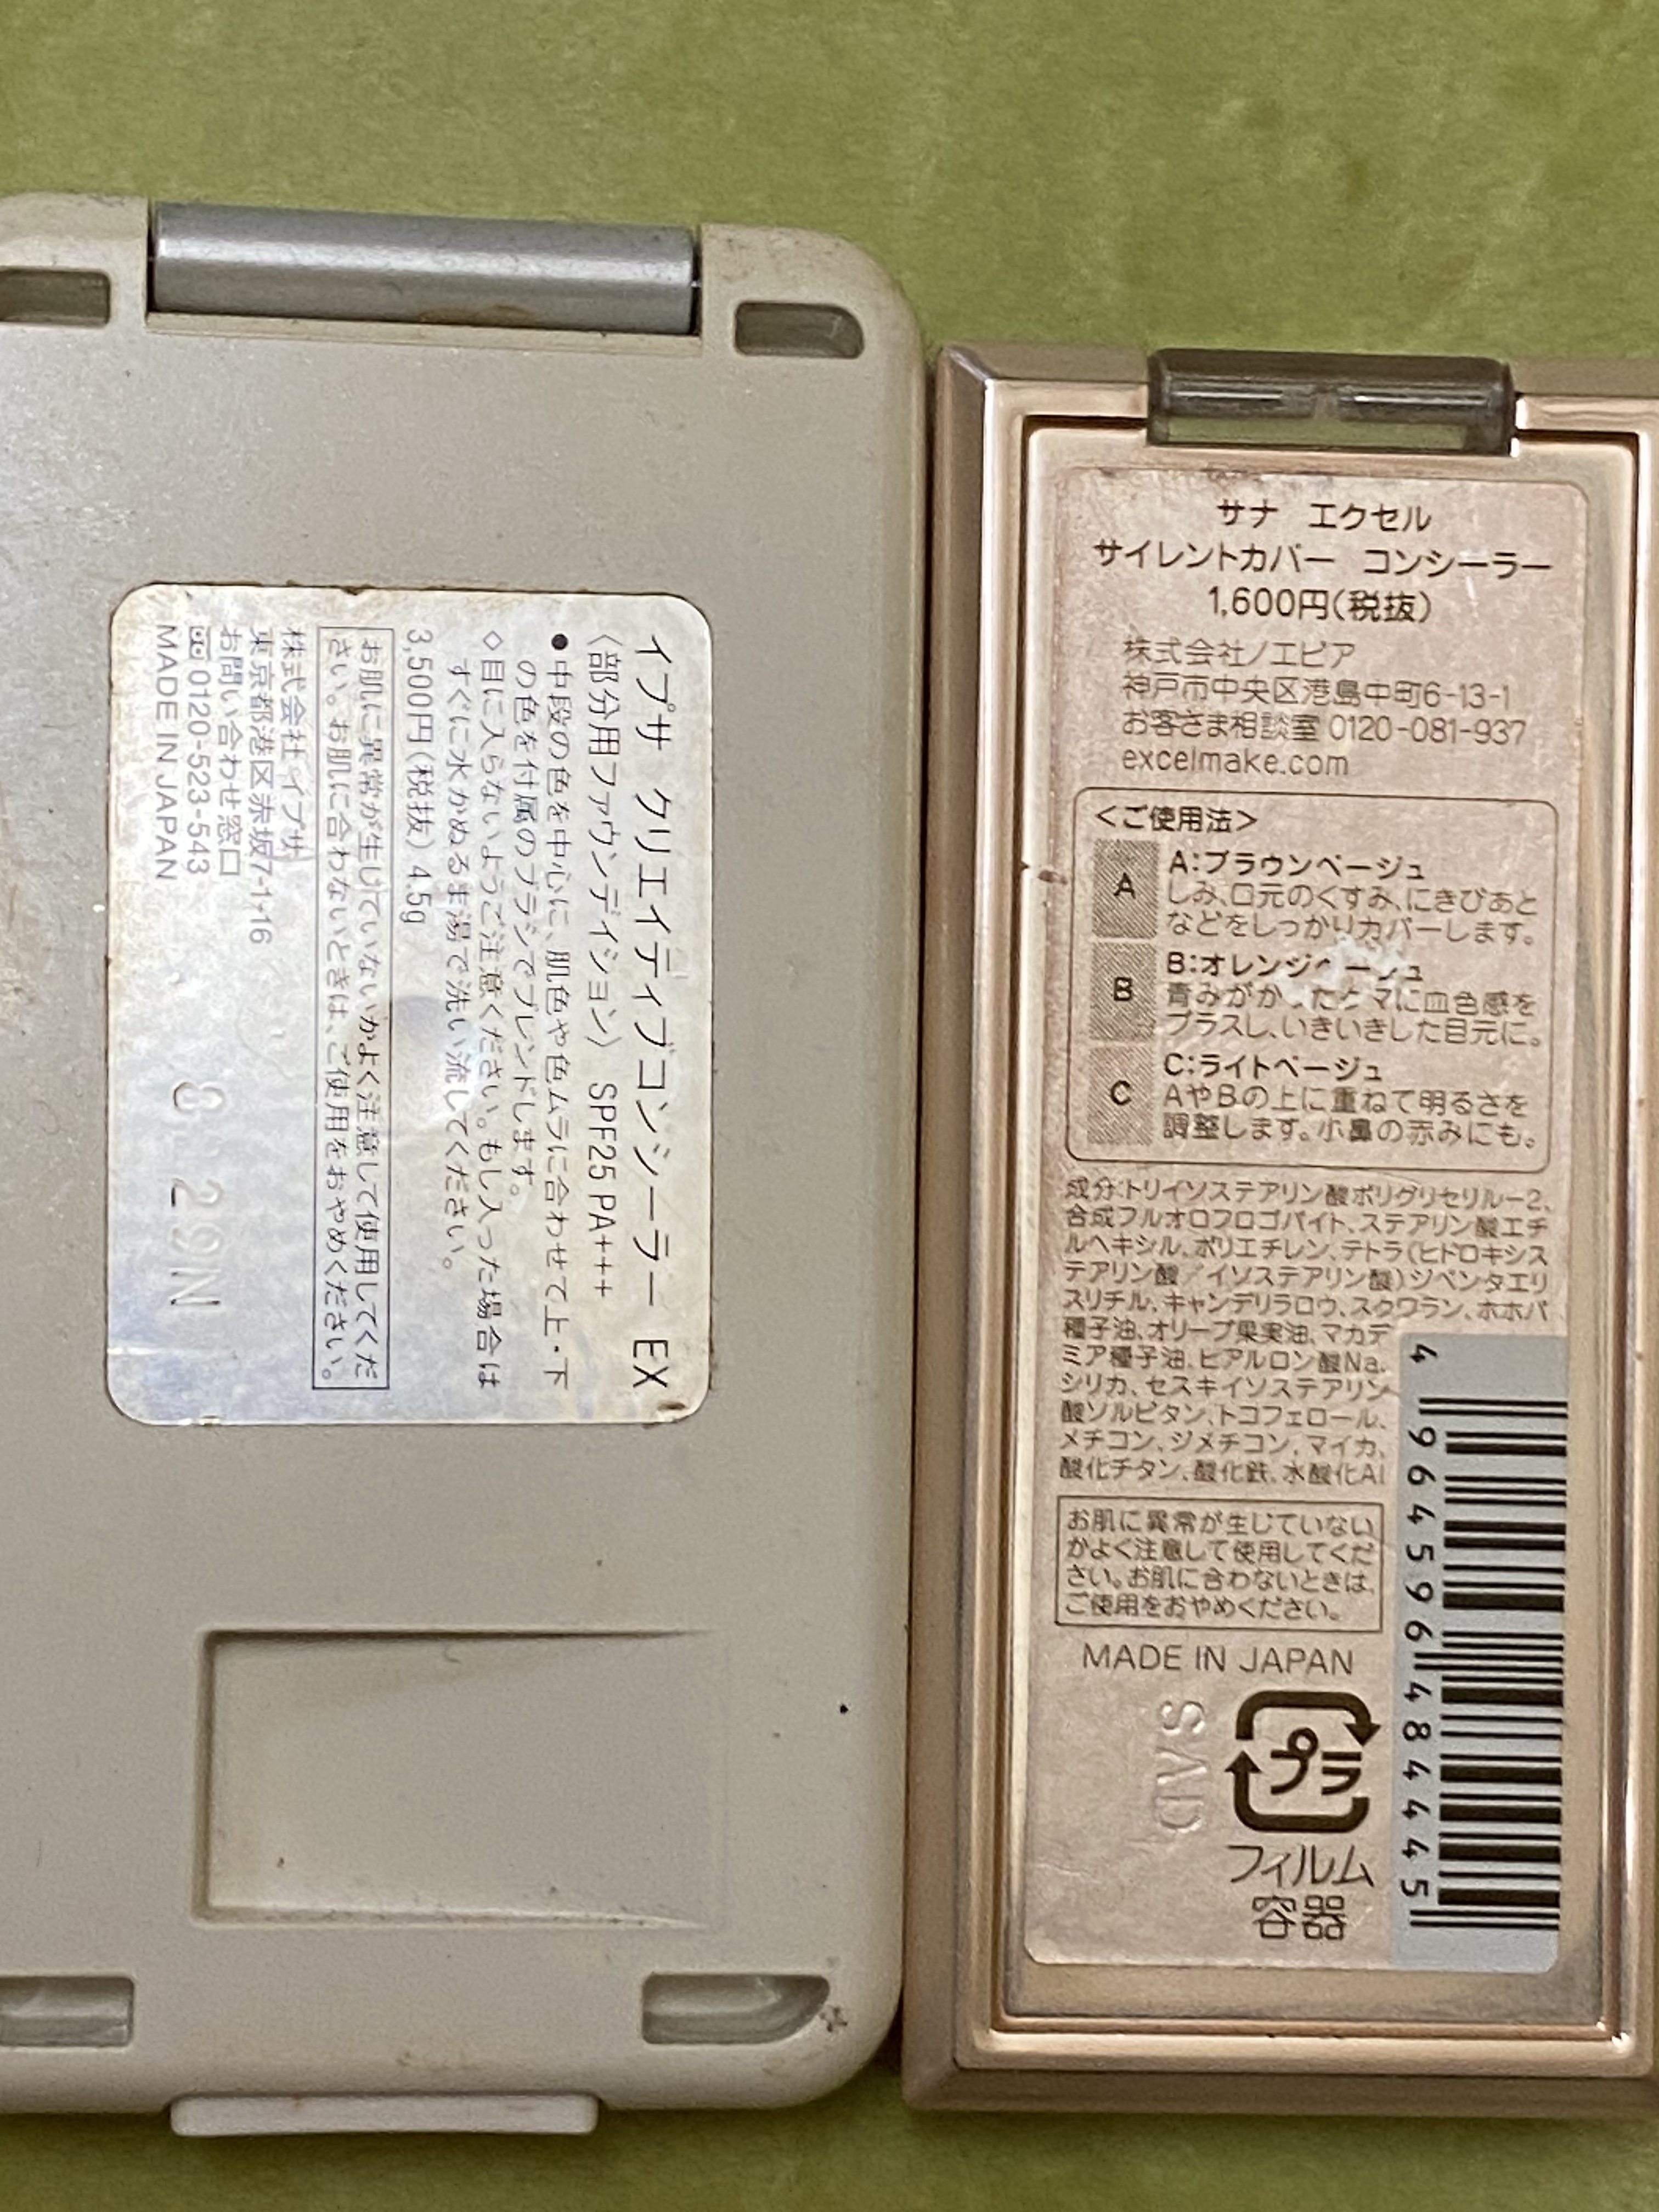 イプサ クリエイティブコンシーラー EX
〈部分用ファウンデイション〉 SPF25 PA+++
●中段の色を中心に、肌色や色ムラに合わせて上・下
の色を付属のブラシでブレンドします。
◇目に入らないようご注意ください。もし入った場合は
すぐに水かぬるま湯で洗い流してください。
3,500円(税抜) 4.5g
お肌に異常が生じていないかよく注意して使用してくだ
さい。お肌に合わないときは、ご使用をおやめください。
株式会社 イプサ
東京都港区赤坂7-1-16
お問い合わせ窓口
0120-523-543
MADE IN JAPAN
8 29N
サナ エクセル
サイレントカバー コンシーラー
1,600円(税抜)
株式会社ノエビア
神戸市中央区港島中町6-13-1
お客さま相談室 0120-081-937
excelmake.com
<ご使用法>
A
A:ブラウンベージュ
しみ、口元のくすみ、にきびあと
などをしっかりカバーします。
B
B:オレンジベージュ
青みがかったクマに血色感を
プラスし、いきいきした目元に。
C
C:ライトベージュ
AやBの上に重ねて明るさを
調整します。小鼻の赤みにも。
成分:トリイソステアリン酸ポリグリセリル-2、
合成フルオロフロゴパイト、ステアリン酸エチ
ルヘキシル、ポリエチレン、テトラ(ヒドロキシス
テアリン酸/イソステアリン酸)ジペンタエリ
スリチル、キャンデリラロウ、スクワラン、ホホバ
種子油、オリーブ果実油、マカデ
ミア種子油、ヒアルロン酸Na、
シリカ、セスキイソステアリン
酸ソルビタン、トコフェロール、
メチコン、ジメチコン、マイカ、
酸化チタン、酸化鉄、水酸化Al
お肌に異常が生じていない
かよく注意して使用してくだ
さい。お肌に合わないときは、
ご使用をおやめください。
MADE IN JAPAN
プラ
フィルム
容器
4 964596 484445